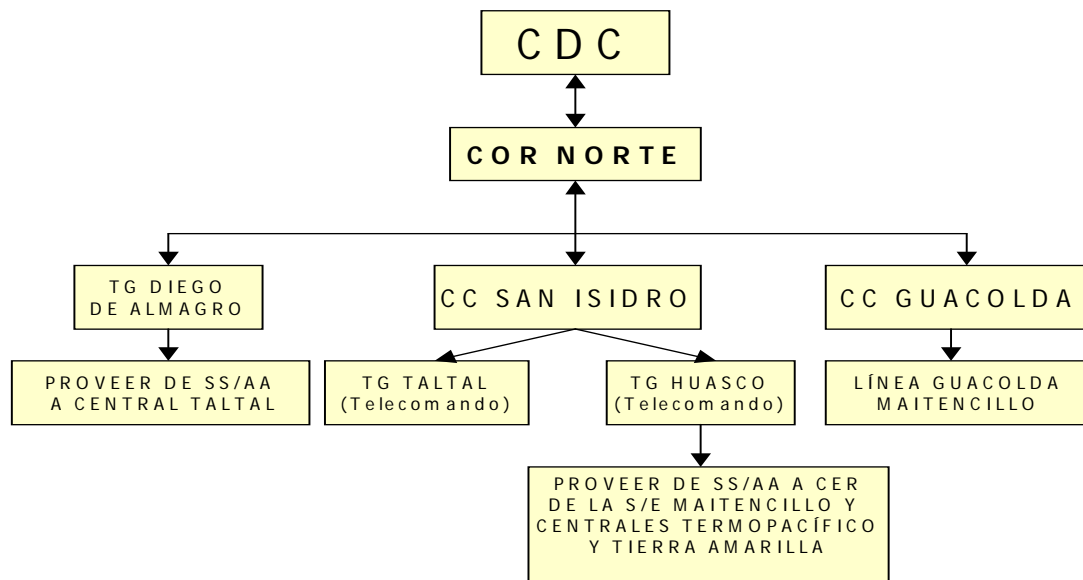 CDC
COR NORTE
TG DIEGO
DE ALMAGRO
CC SAN ISIDRO
CC GUACOLDA
PROVEER DE SS/AA
A CENTRAL TALTAL
TG TALTAL
(Telecomando)
TG HUASCO
(Telecomando)
LÍNEA GUACOLDA
MAITENCILLO
PROVEER DE SS/AA A CER
DE LA S/E MAITENCILLO Y
CENTRALES TERMOPACÍFICO
Y TIERRA AMARILLA